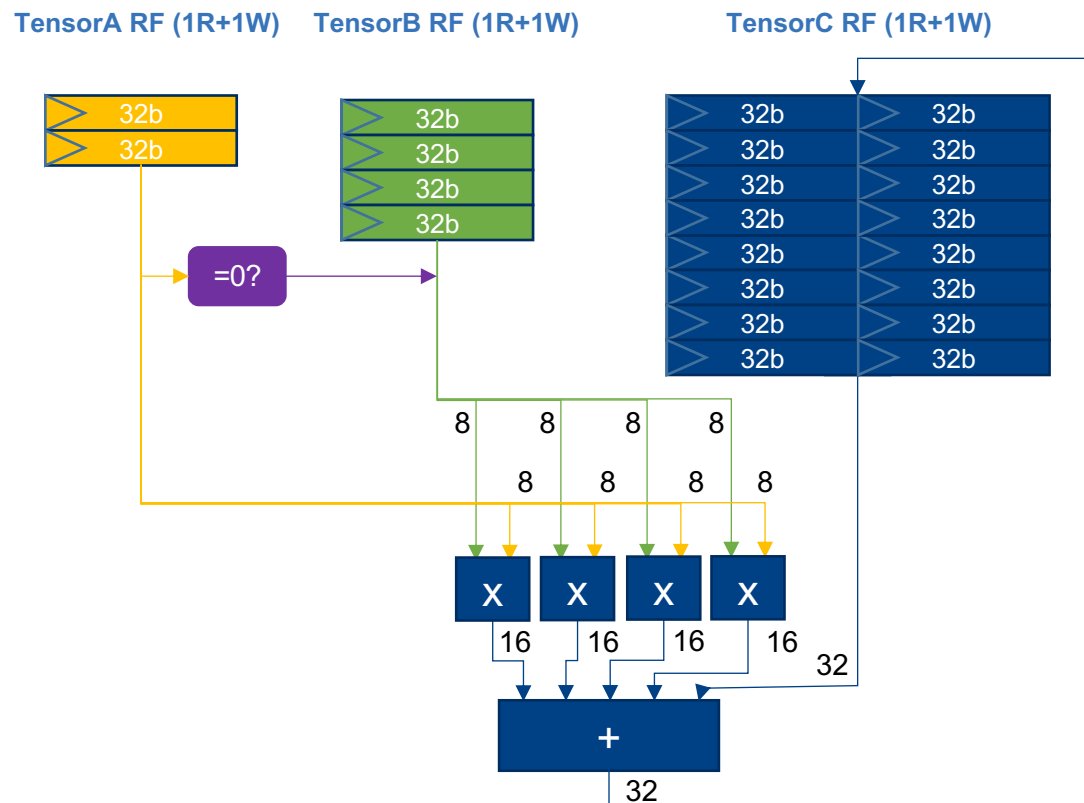 TensorA RF (1R+1W) TensorB RF (1R+1W) TensorC RF (1R+1W)
32b 32b 32b 32b
32b 32b 32b 32b
32b 32b 32b
32b 32b 32b
=0? 32b 32b
32b 32b
32b 32b
32b 32b
8 8 8 8
8 8 8 8
x x x x
16 16 16 16
32
+
32